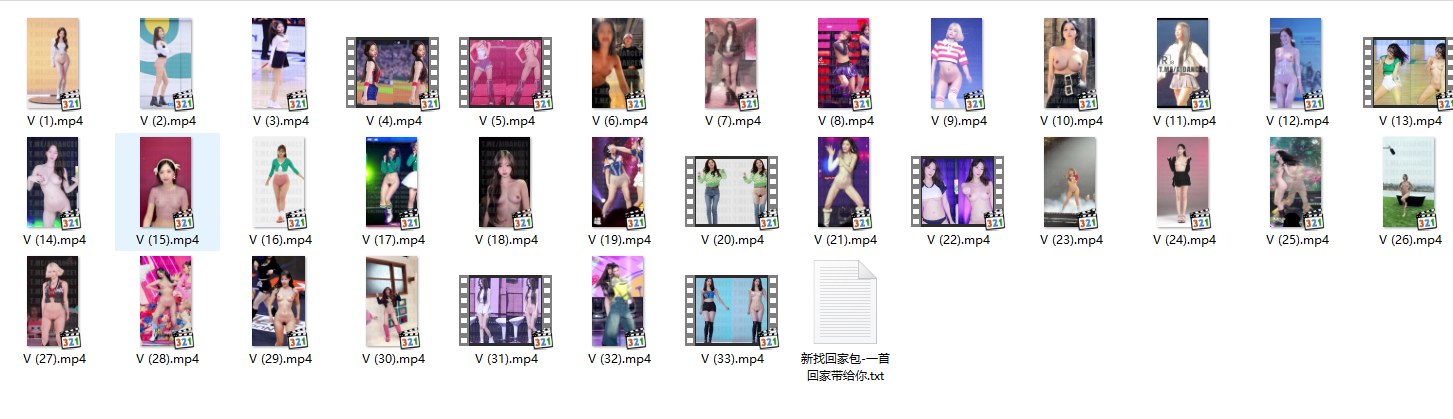 V (1).mp4
V (2).mp4
V (3).mp4
V (4).mp4
V (5).mp4
V (6).mp4
V (7).mp4
V (8).mp4
V (9).mp4
V (10).mp4
V (11).mp4
V (12).mp4
V (13).mp4
V (14).mp4
V (15).mp4
V (16).mp4
V (17).mp4
V (18).mp4
V (19).mp4
V (20).mp4
V (21).mp4
V (22).mp4
V (23).mp4
V (24).mp4
V (25).mp4
V (26).mp4
V (27).mp4
V (28).mp4
V (29).mp4
V (30).mp4
V (31).mp4
V (32).mp4
V (33).mp4
新找回家包-一首
回家带给你.txt